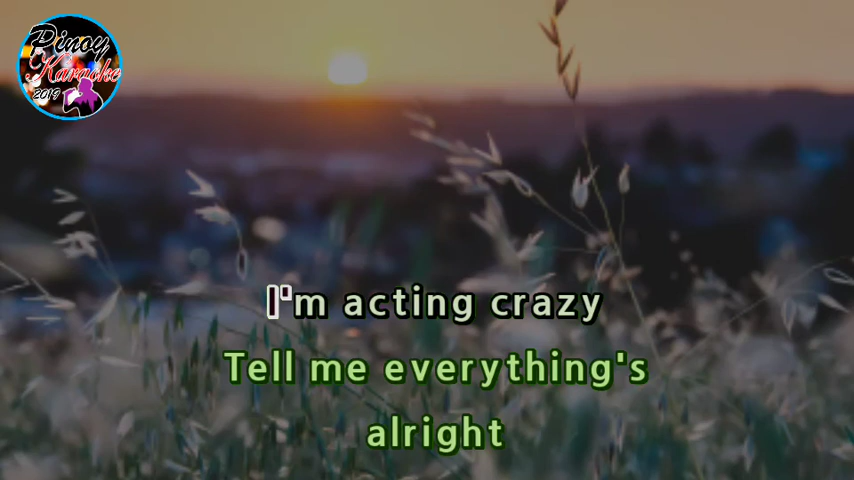 Pinoy
Karaoke
2019
I'm acting crazy
Tell me everything's
alright